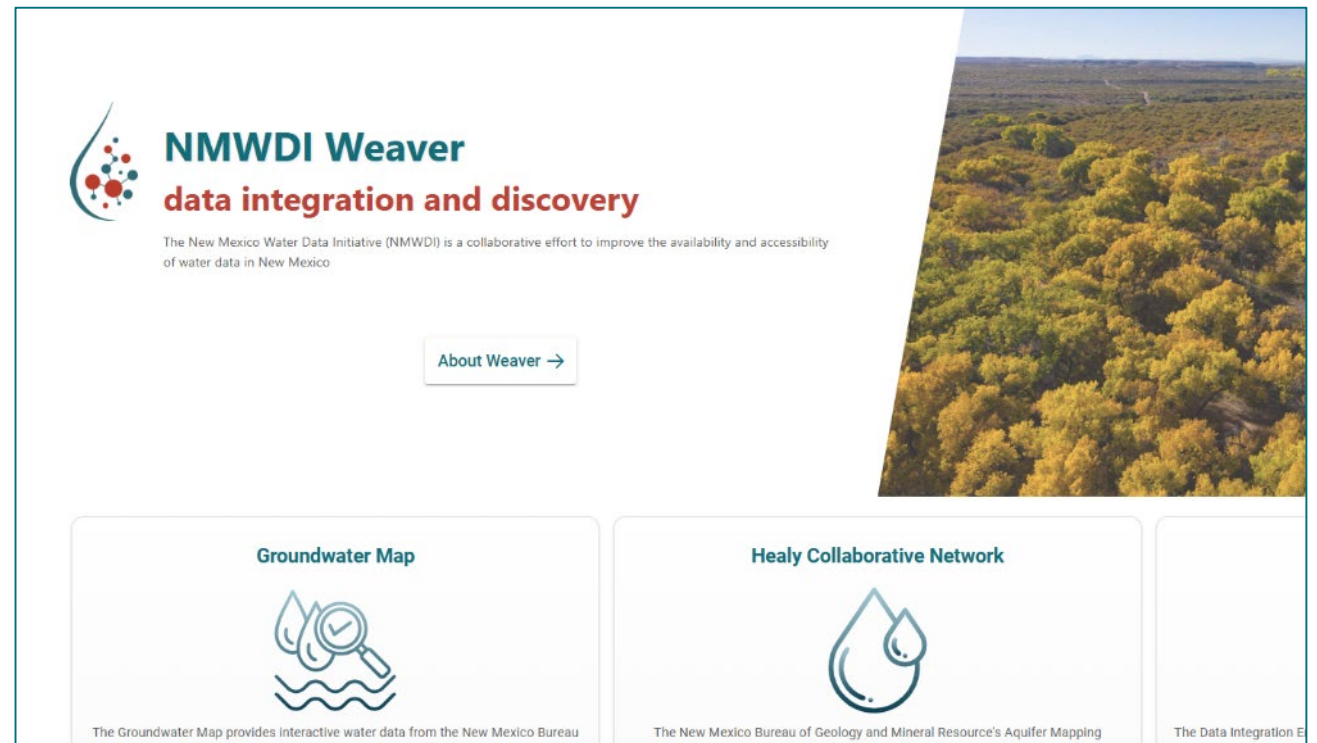 NMWDI Weaver
data integration and discovery
The New Mexico Water Data Initiative (NMWDI) is a collaborative effort to improve the availability and accessibility
of water data in New Mexico
About Weaver →
Groundwater Map
The Groundwater Map provides interactive water data from the New Mexico Bureau
Healy Collaborative Network
The New Mexico Bureau of Geology and Mineral Resource's Aquifer Mapping
The Data Integration